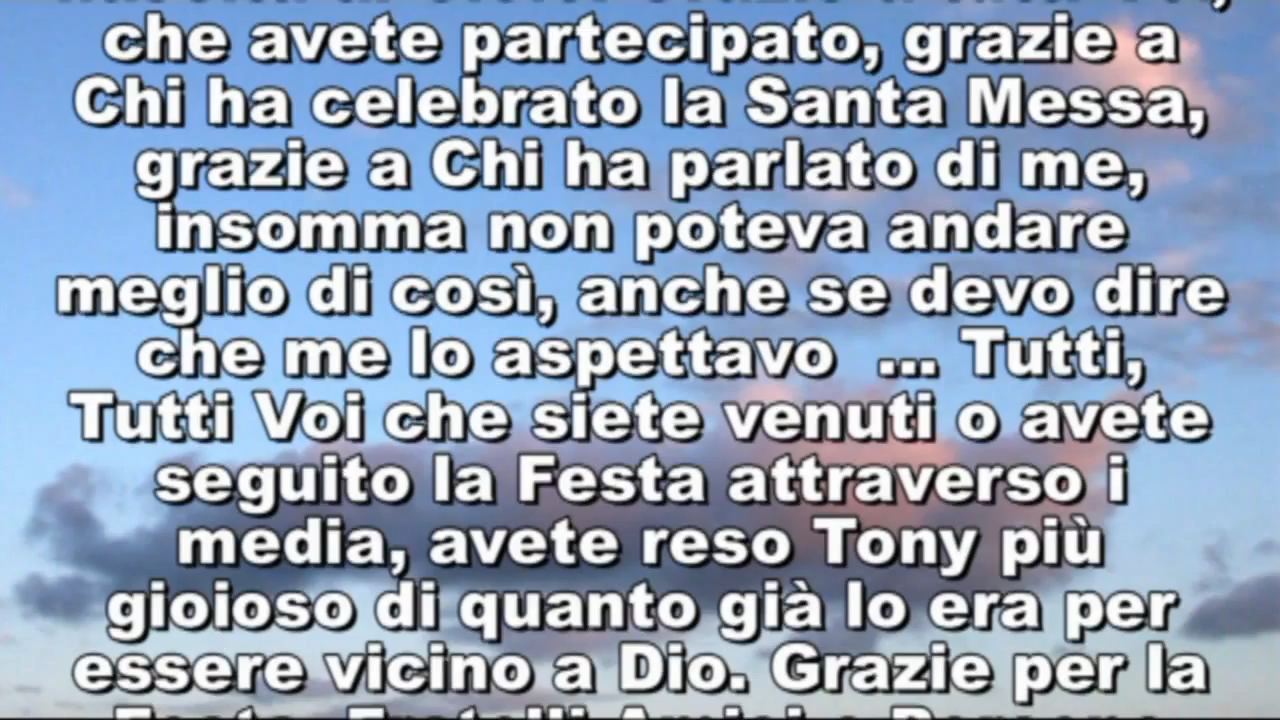 che avete partecipato, grazie a
Chi ha celebrato la Santa Messa,
grazie a Chi ha parlato di me,
insomma non poteva andare
meglio di così, anche se devo dire
che me lo aspettavo  ... Tutti,
Tutti Voi che siete venuti o avete
seguito la Festa attraverso i
media, avete reso Tony più
gioioso di quanto già lo era per
essere vicino a Dio. Grazie per la